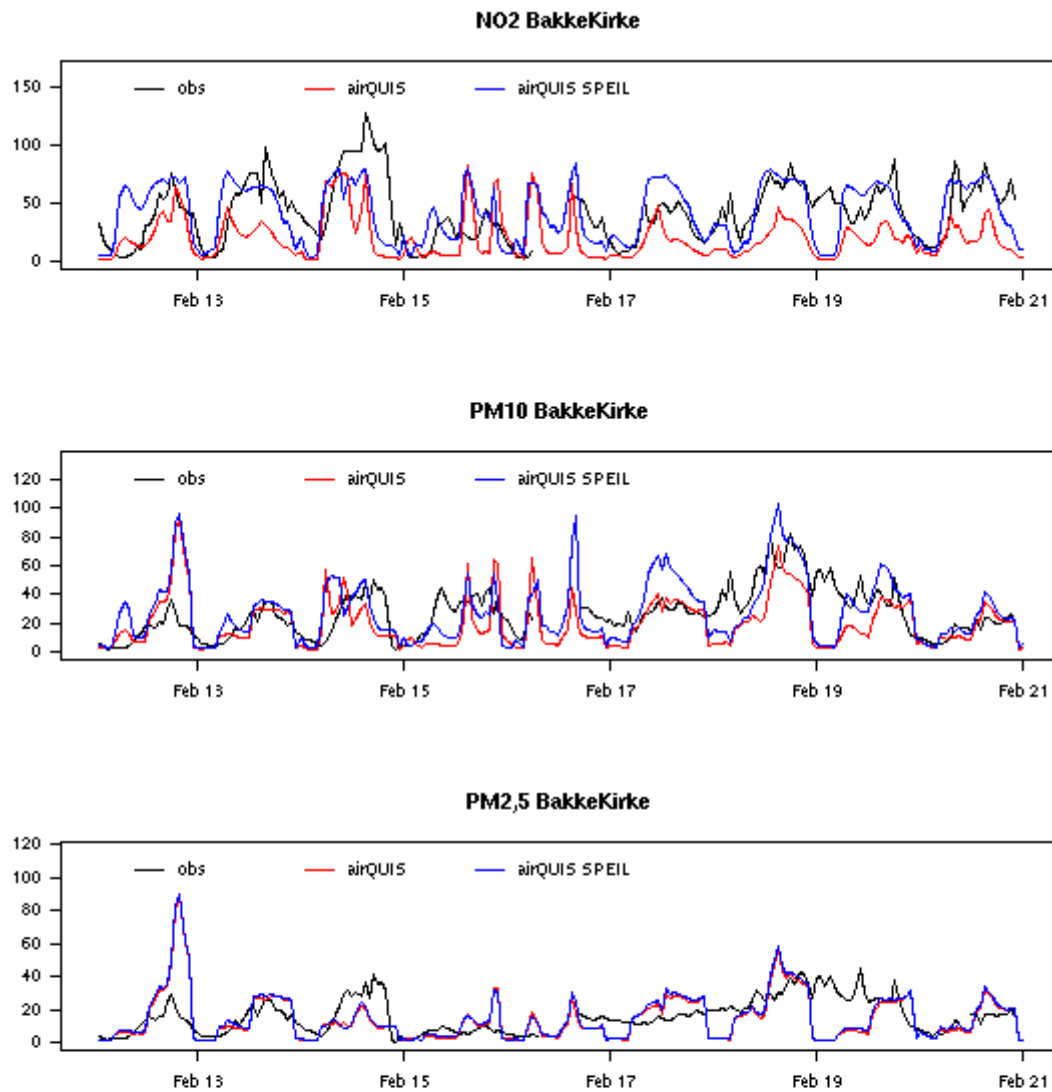 NO2 BakkeKirke
obs airQUIS airQUIS SPEIL
150
100
50
0
Feb 13 Feb 15 Feb 17 Feb 19 Feb 21
PM10 BakkeKirke
obs airQUIS airQUIS SPEIL
120
100
80
60
40
20
0
Feb 13 Feb 15 Feb 17 Feb 19 Feb 21
PM2,5 BakkeKirke
120
obs airQUIS airQUIS SPEIL
100
80
60
40
20
0
Feb 13 Feb 15 Feb 17 Feb 19 Feb 21